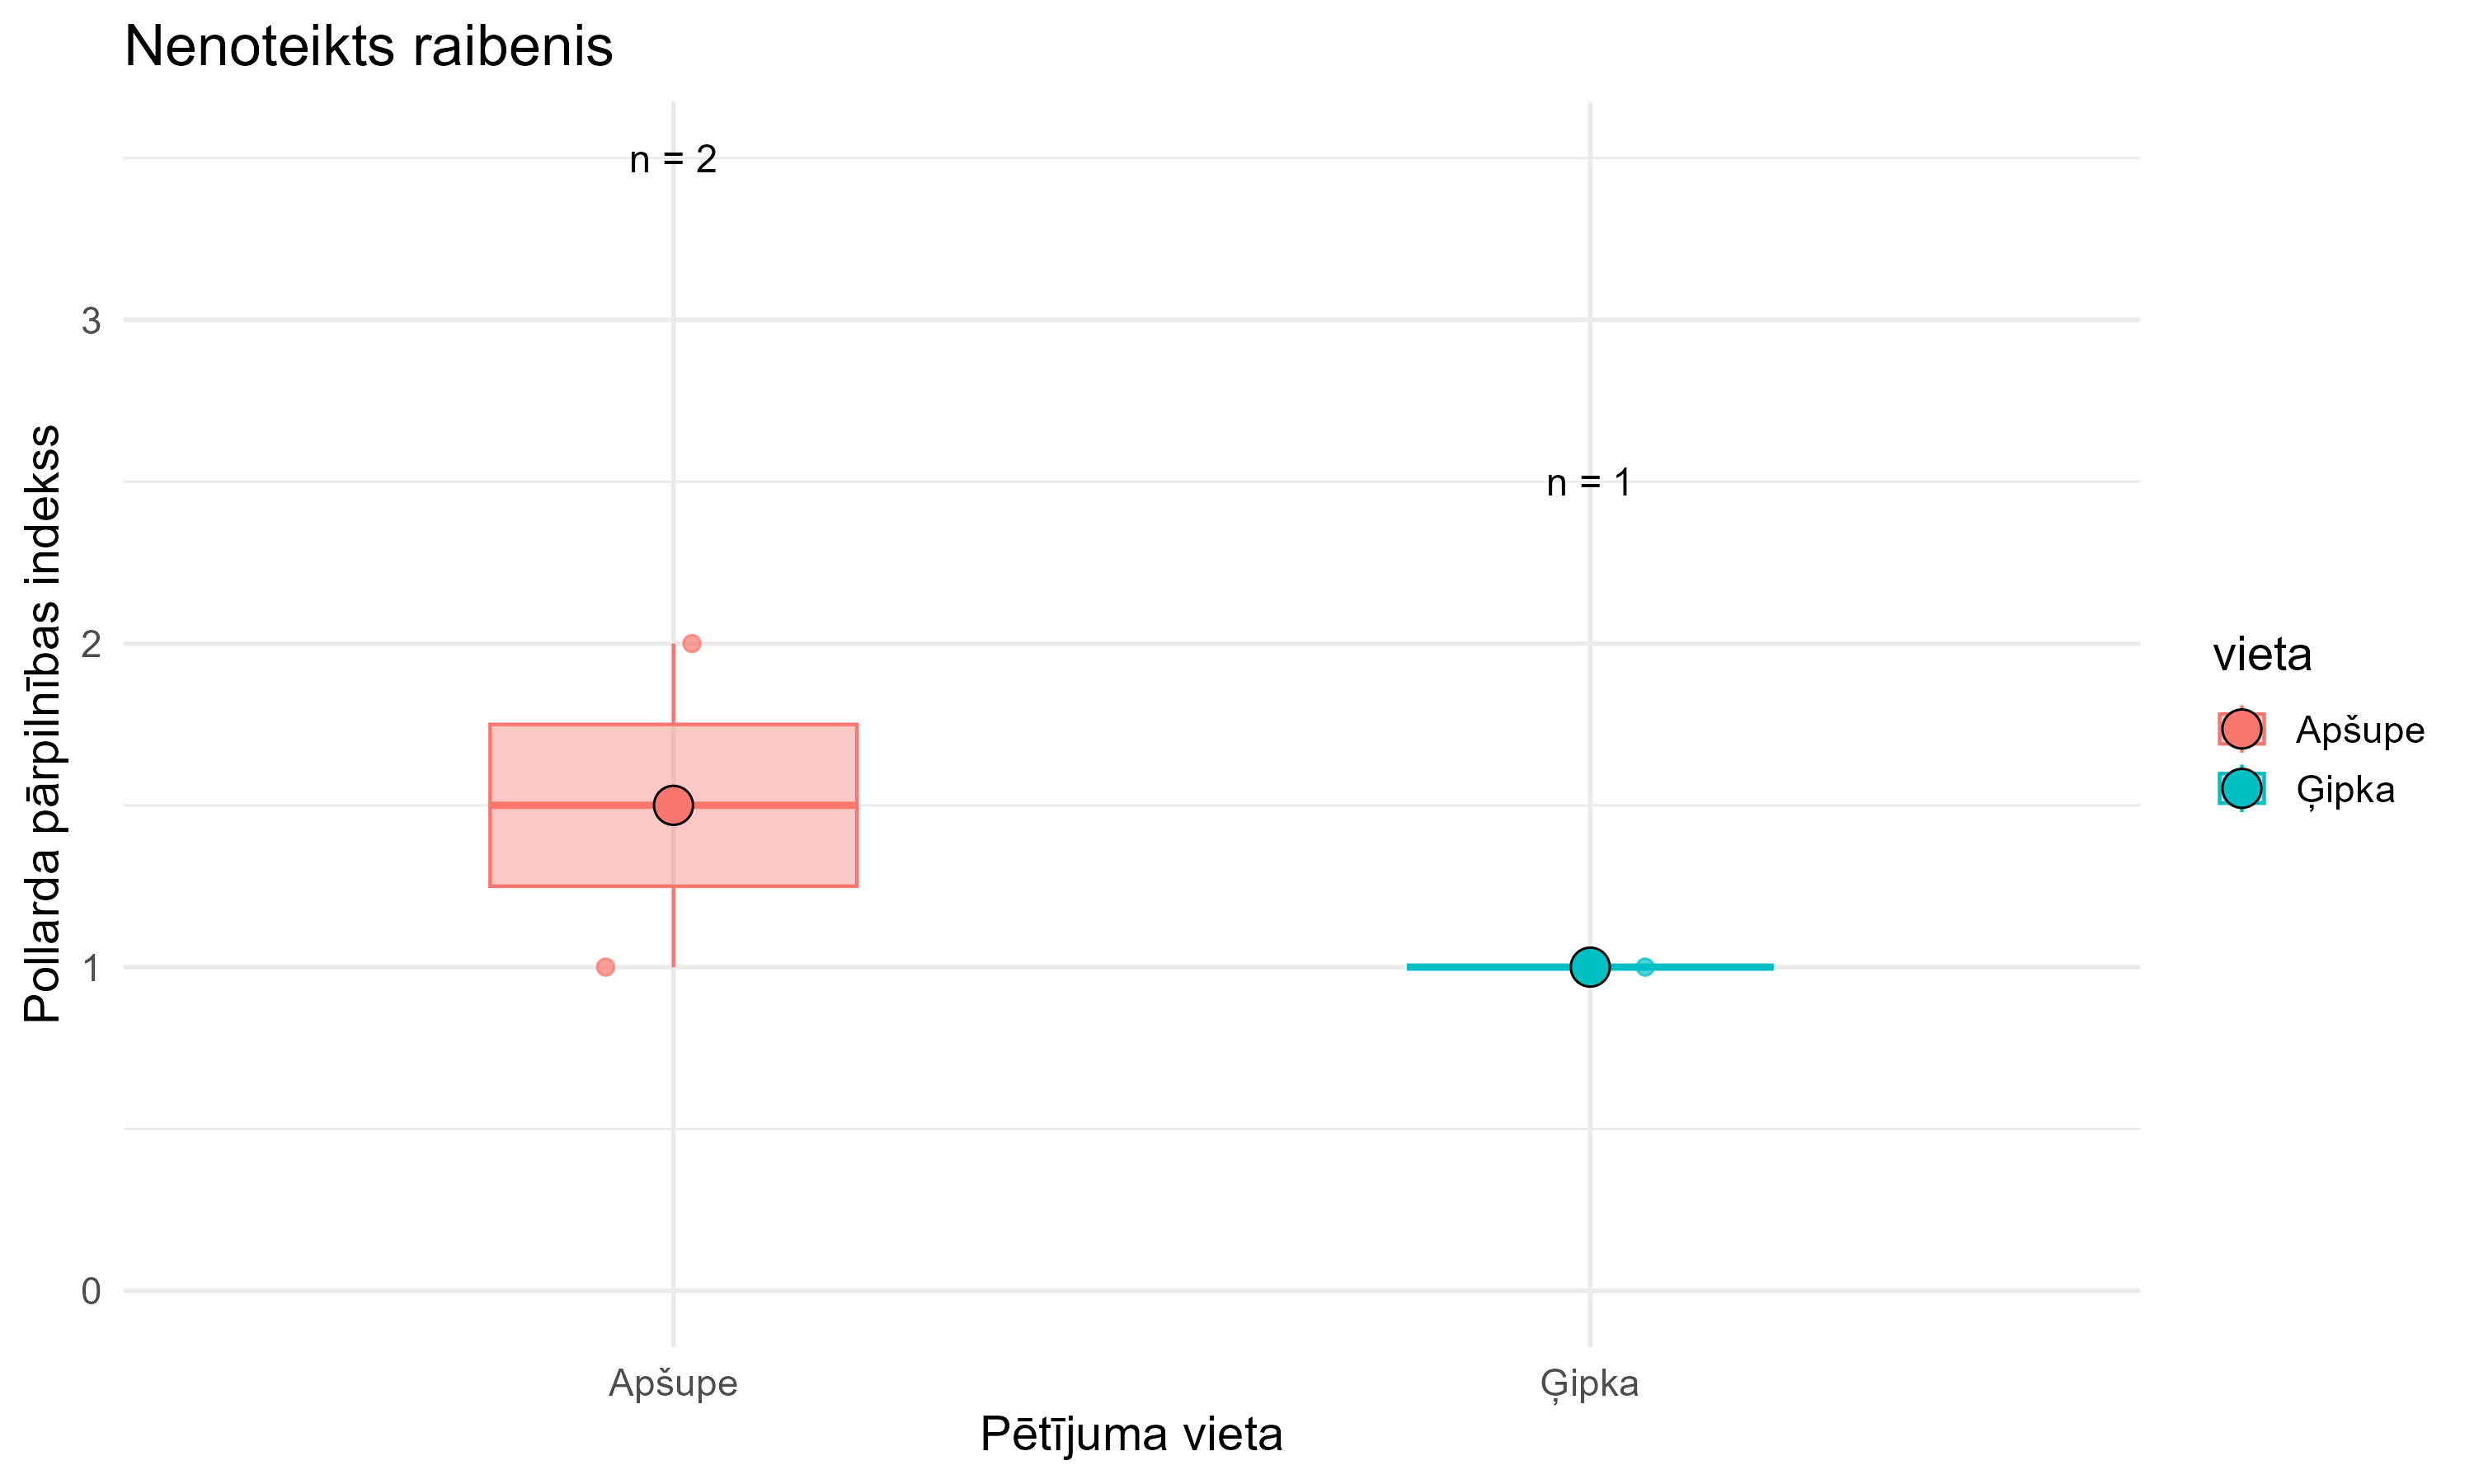 Nenoteikts raibenis
n = 2
n = 1
3
2
1
0
Pollarda pārpilnības indekss
Apšupe
Ģipka
Pētījuma vieta
vieta
Apšupe
Ģipka